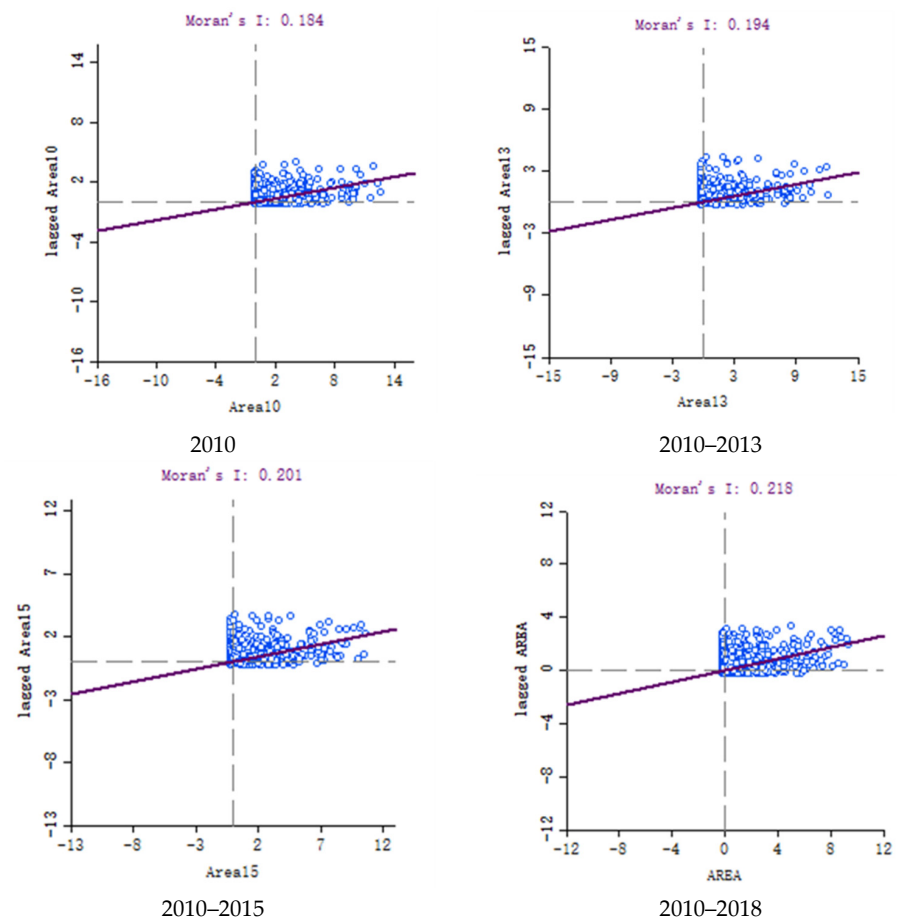 Moran's I: 0.184
14
8
2
-4
-10
-16
lagged Area10
-16 -10 -4 2 8 14
Area10
2010
Moran's I: 0.194
15
9
3
-3
-9
-15
lagged Area13
-15 -9 -3 3 9 15
Area13
2010–2013
Moran's I: 0.201
12
7
2
-3
-8
-13
lagged Area15
-13 -8 -3 2 7 12
Area15
2010–2015
Moran's I: 0.218
12
8
4
0
-4
-8
-12
lagged AREA
-12 -8 -4 0 4 8 12
AREA
2010–2018